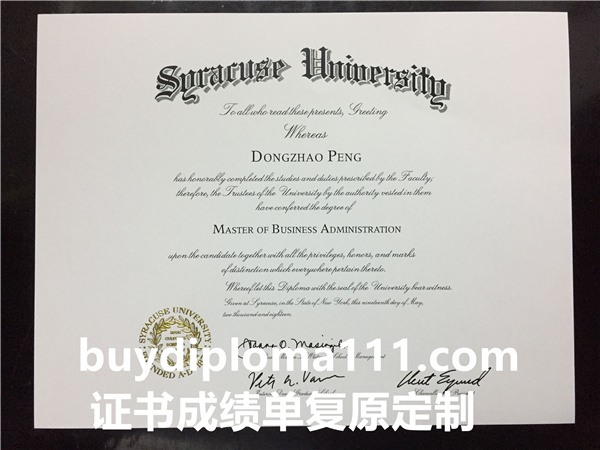 Syracuse University
To all who read these presents, Greeting
Whereas
DONGZHAO PENG
has honorably completed the studies and duties prescribed by the Faculty;
therefore, the Trustees of the University by the authority vested in them
have conferred the degree of
MASTER OF BUSINESS ADMINISTRATION
upon the candidate together with all the privileges, honors, and marks
of distinction which everywhere pertain thereto.
Whereof let this Diploma with the seal of the University bear witness.
Given at Syracuse, in the State of New York, this nineteenth day of May,
two thousand and eighteen.
SYRACUSE UNIVERSITY
FOUNDED A.D.
Management
buydiploma111.com
证书成绩单复原定制